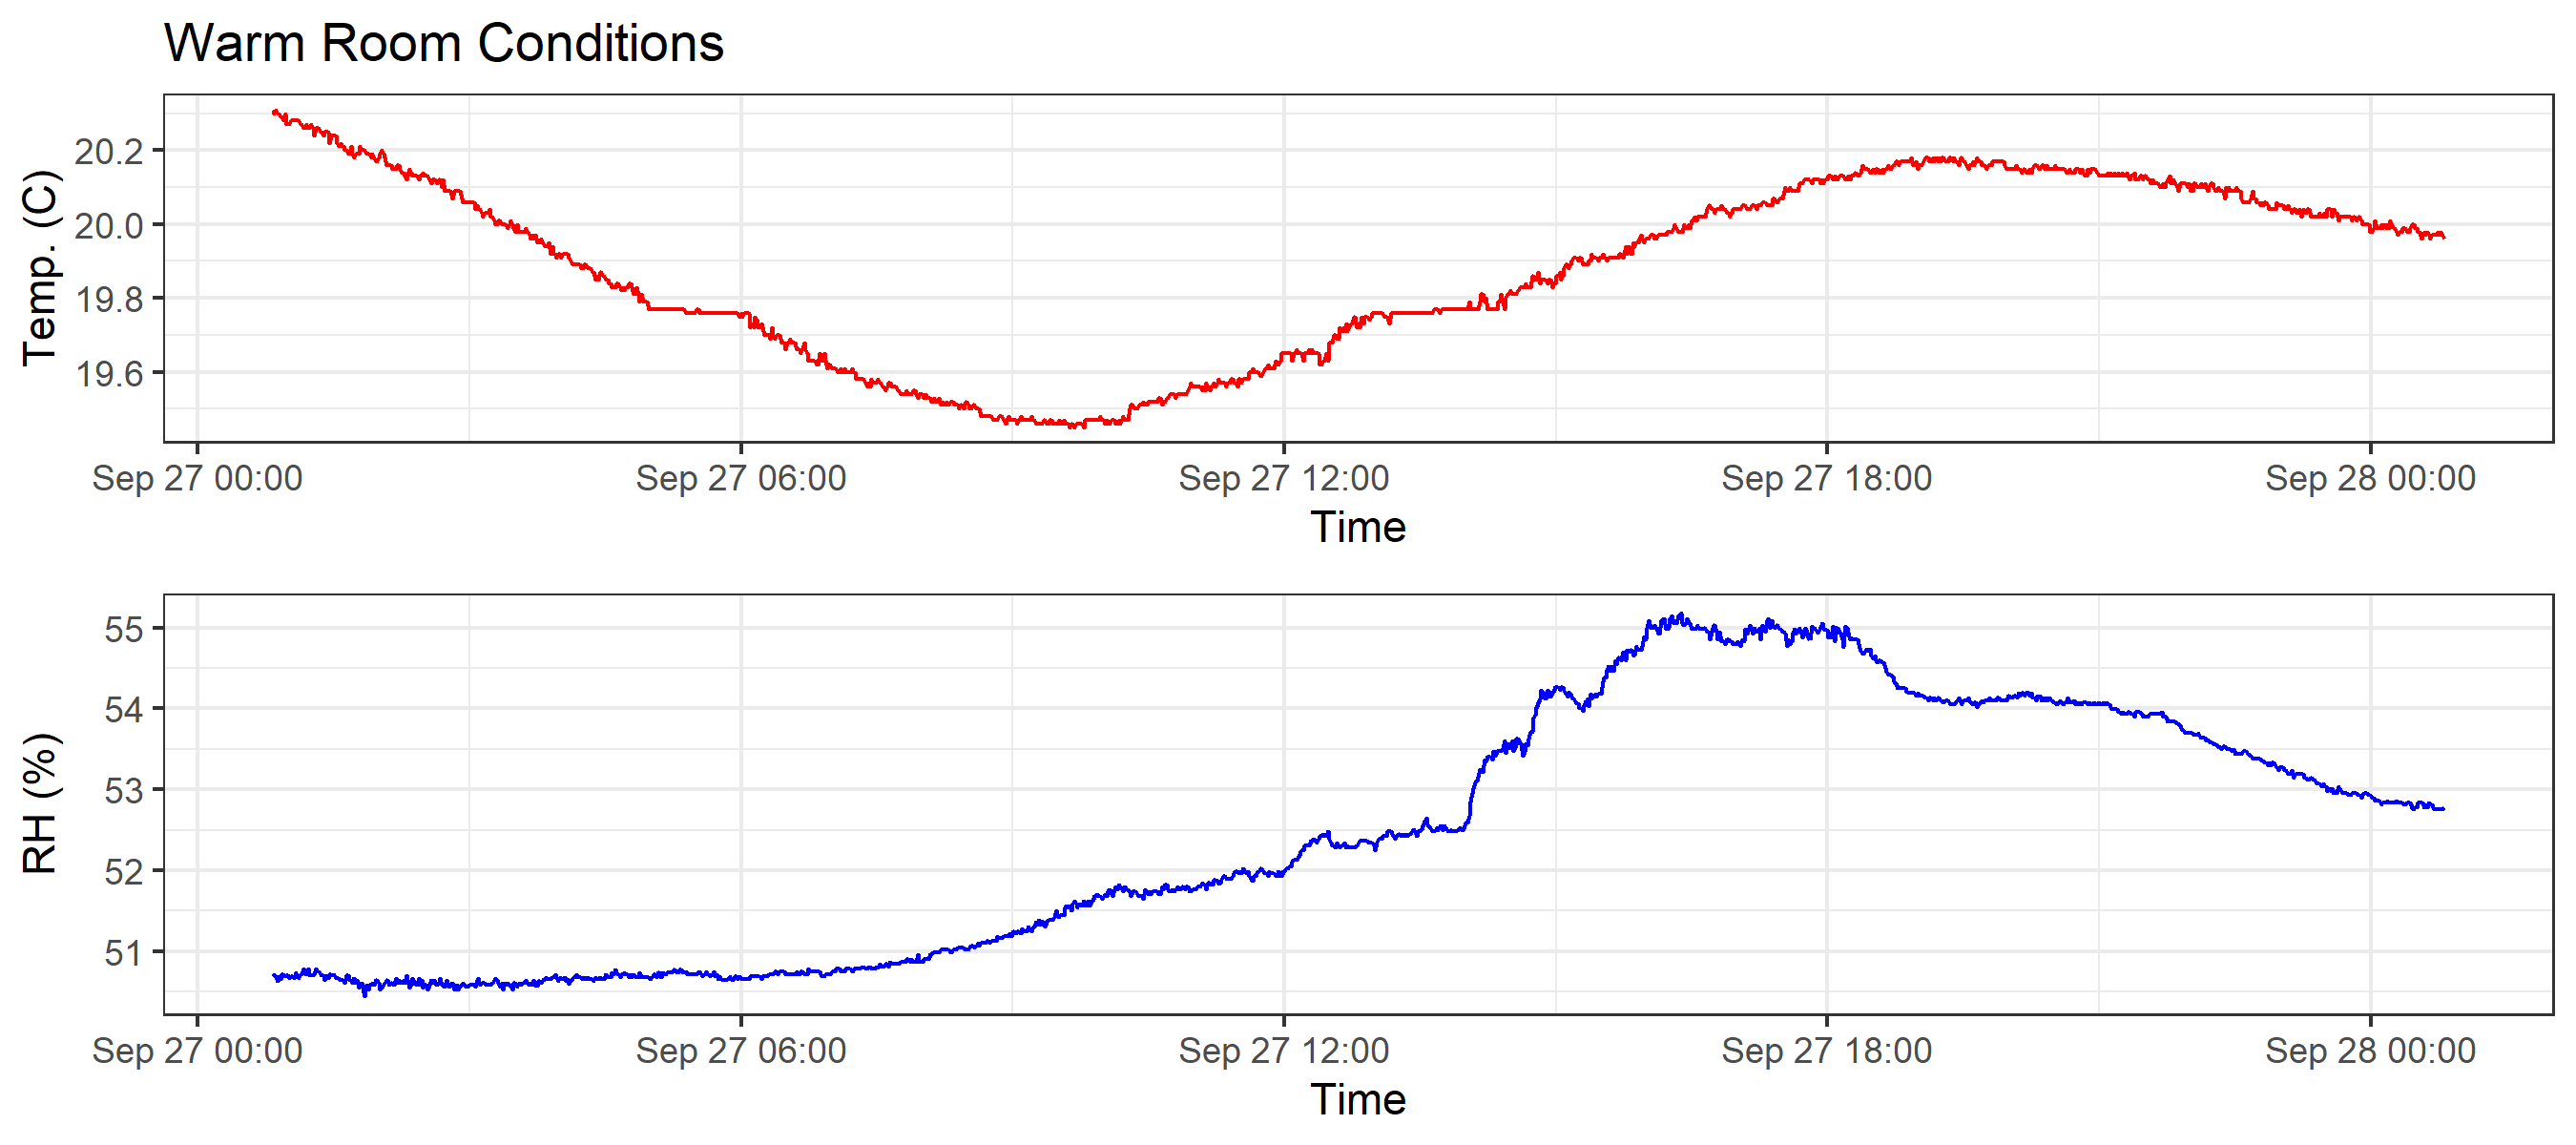 Warm Room Conditions
Temp. (C)
20.2
20.0
19.8
19.6
Sep 27 00:00 Sep 27 06:00 Sep 27 12:00 Sep 27 18:00 Sep 28 00:00
Time
RH (%)
55
54
53
52
51
Sep 27 00:00 Sep 27 06:00 Sep 27 12:00 Sep 27 18:00 Sep 28 00:00
Time